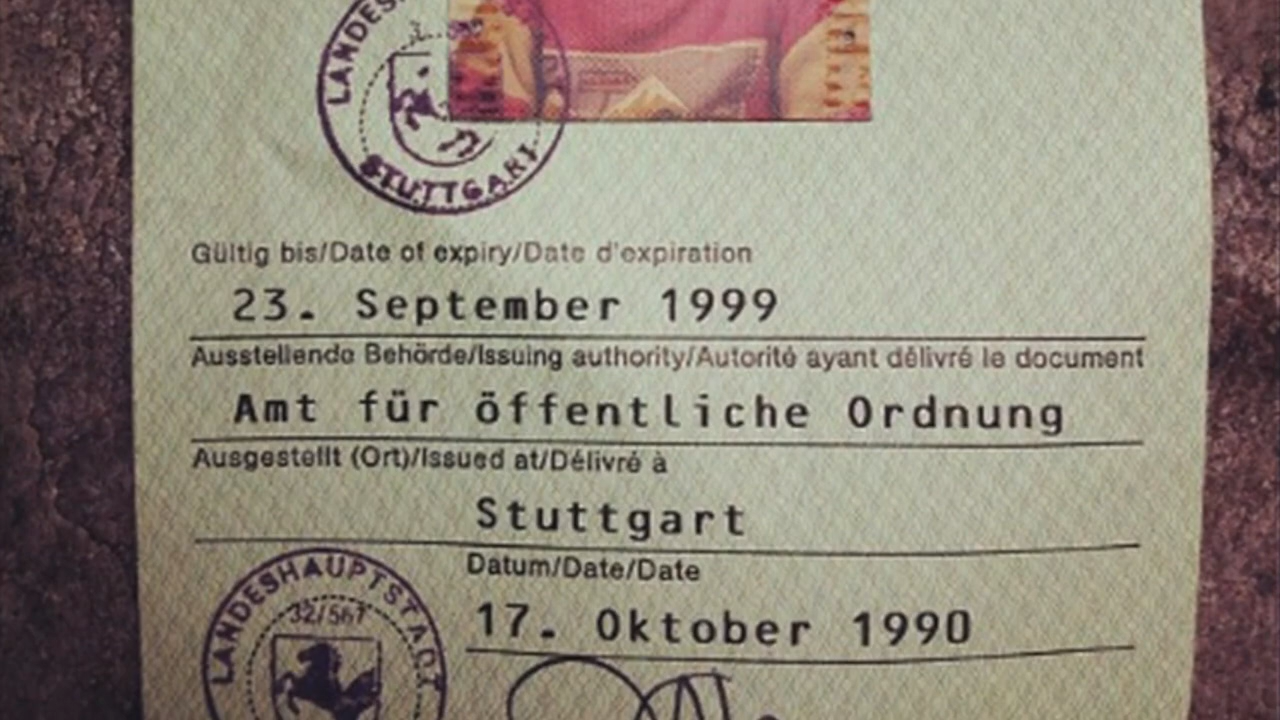 LANDES
STUTTGART
Gültig bis/Date of expiry/Date d'expiration
23. September 1999
Ausstellende Behörde/Issuing authority/Autorité ayant délivré le document
Amt für öffentliche Ordnung
Ausgestellt (Ort)/Issued at/Délivré à
Stuttgart
LANDESHAUPTSTADT
32/567
Datum/Date/Date
17. Oktober 1990